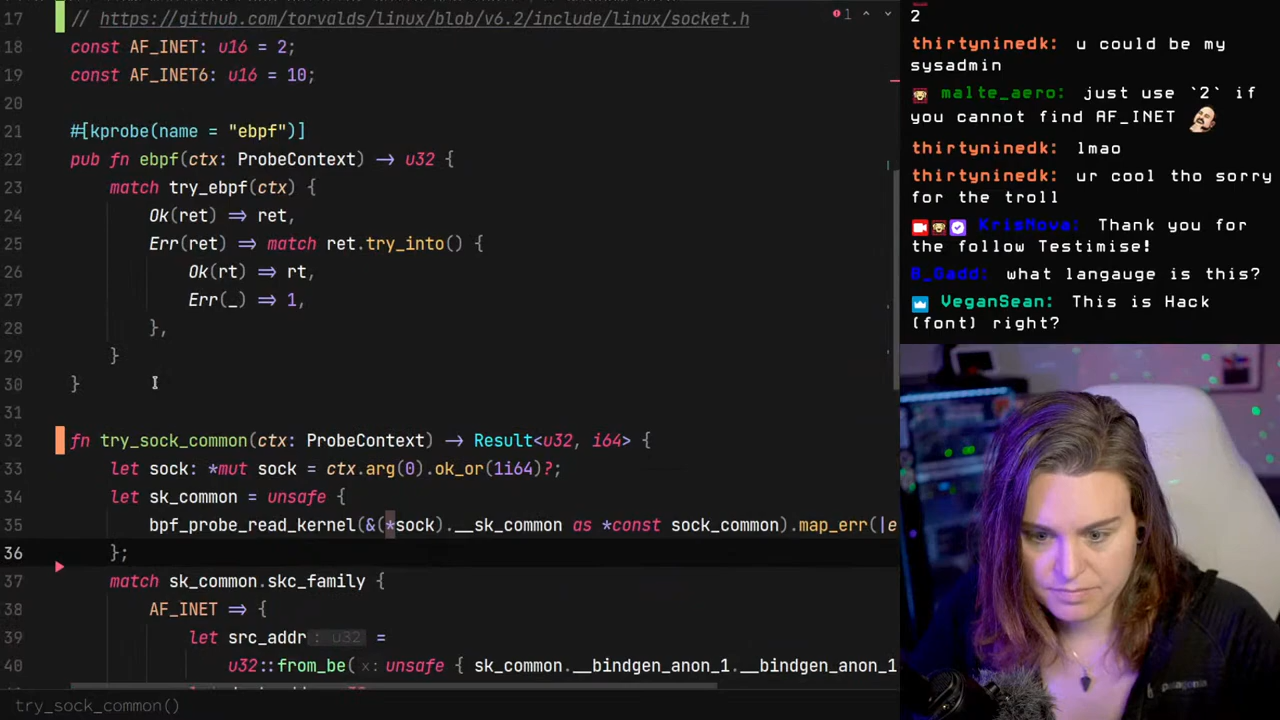 17 // https://github.com/torvalds/linux/blob/v6.2/include/linux/socket.h
1
18 const AF_INET: u16 = 2;
19 const AF_INET6: u16 = 10;
20
21 #[kprobe(name = "ebpf")]
22 pub fn ebpf(ctx: ProbeContext) → u32 {
23 match try_ebpf(ctx) {
24 Ok(ret) ⇒ ret,
25 Err(ret) ⇒ match ret.try_into() {
26 Ok(rt) ⇒ rt,
27 Err(_) ⇒ 1,
28 },
29 }
30 }
31
32 fn try_sock_common(ctx: ProbeContext) → Result<u32, i64> {
33 let sock: *mut sock = ctx.arg(0).ok_or(1i64)?;
34 let sk_common = unsafe {
35 bpf_probe_read_kernel(&(*sock).__sk_common as *const sock_common).map_err(|e
36 };
37 match sk_common.skc_family {
38 AF_INET ⇒ {
39 let src_addr : u32 =
40 u32::from_be( x: unsafe { sk_common.__bindgen_anon_1.__bindgen_anon_1
try_sock_common()
2
thirtyninedk: u could be my
sysadmin
malte_aero: just use `2` if
you cannot find AF_INET
thirtyninedk: lmao
thirtyninedk: ur cool tho sorry
for the troll
KrisNova: Thank you for
the follow Testimise!
B_Gadd: what langauge is this?
VeganSean: This is Hack
(font) right?